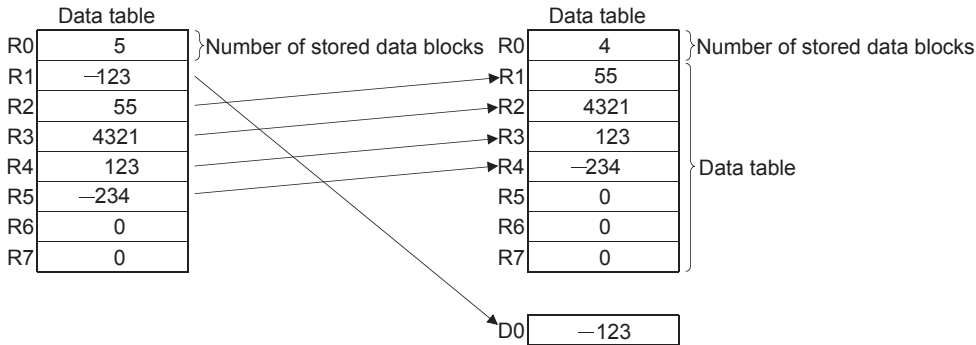 Data table Data table
R0 5 Number of stored data blocks R0 4 Number of stored data blocks
R1 —123 R1 55
R2 55 R2 4321
R3 4321 R3 123
R4 123 R4 —234 Data table
R5 —234 R5 0
R6 0 R6 0
R7 0 R7 0
D0 —123